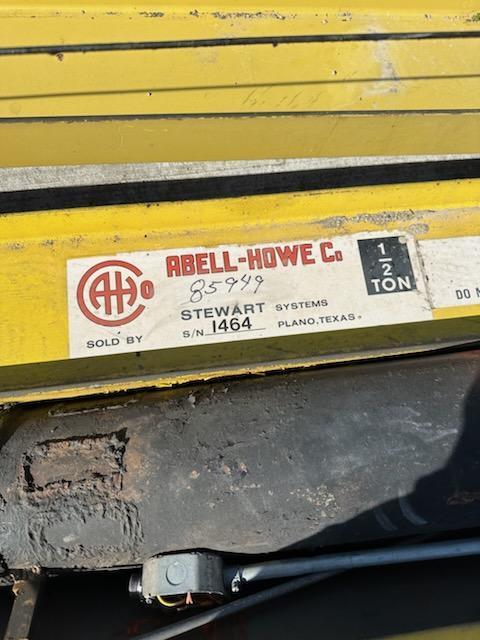 AHCo
ABELL-HOWE Co
1/2
TON
85949
STEWART SYSTEMS
SOLD BY S/N 1464 PLANO, TEXAS.
DO